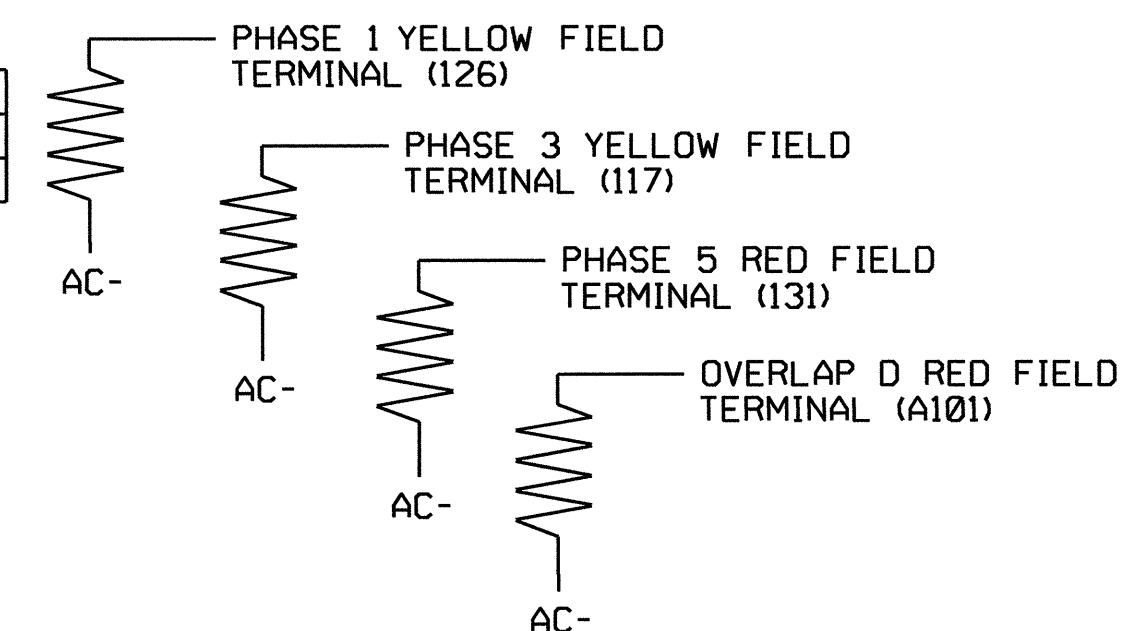 PHASE 1 YELLOW FIELD
TERMINAL (126)
AC-
PHASE 3 YELLOW FIELD
TERMINAL (117)
AC-
PHASE 5 RED FIELD
TERMINAL (131)
AC-
OVERLAP D RED FIELD
TERMINAL (A101)
AC-